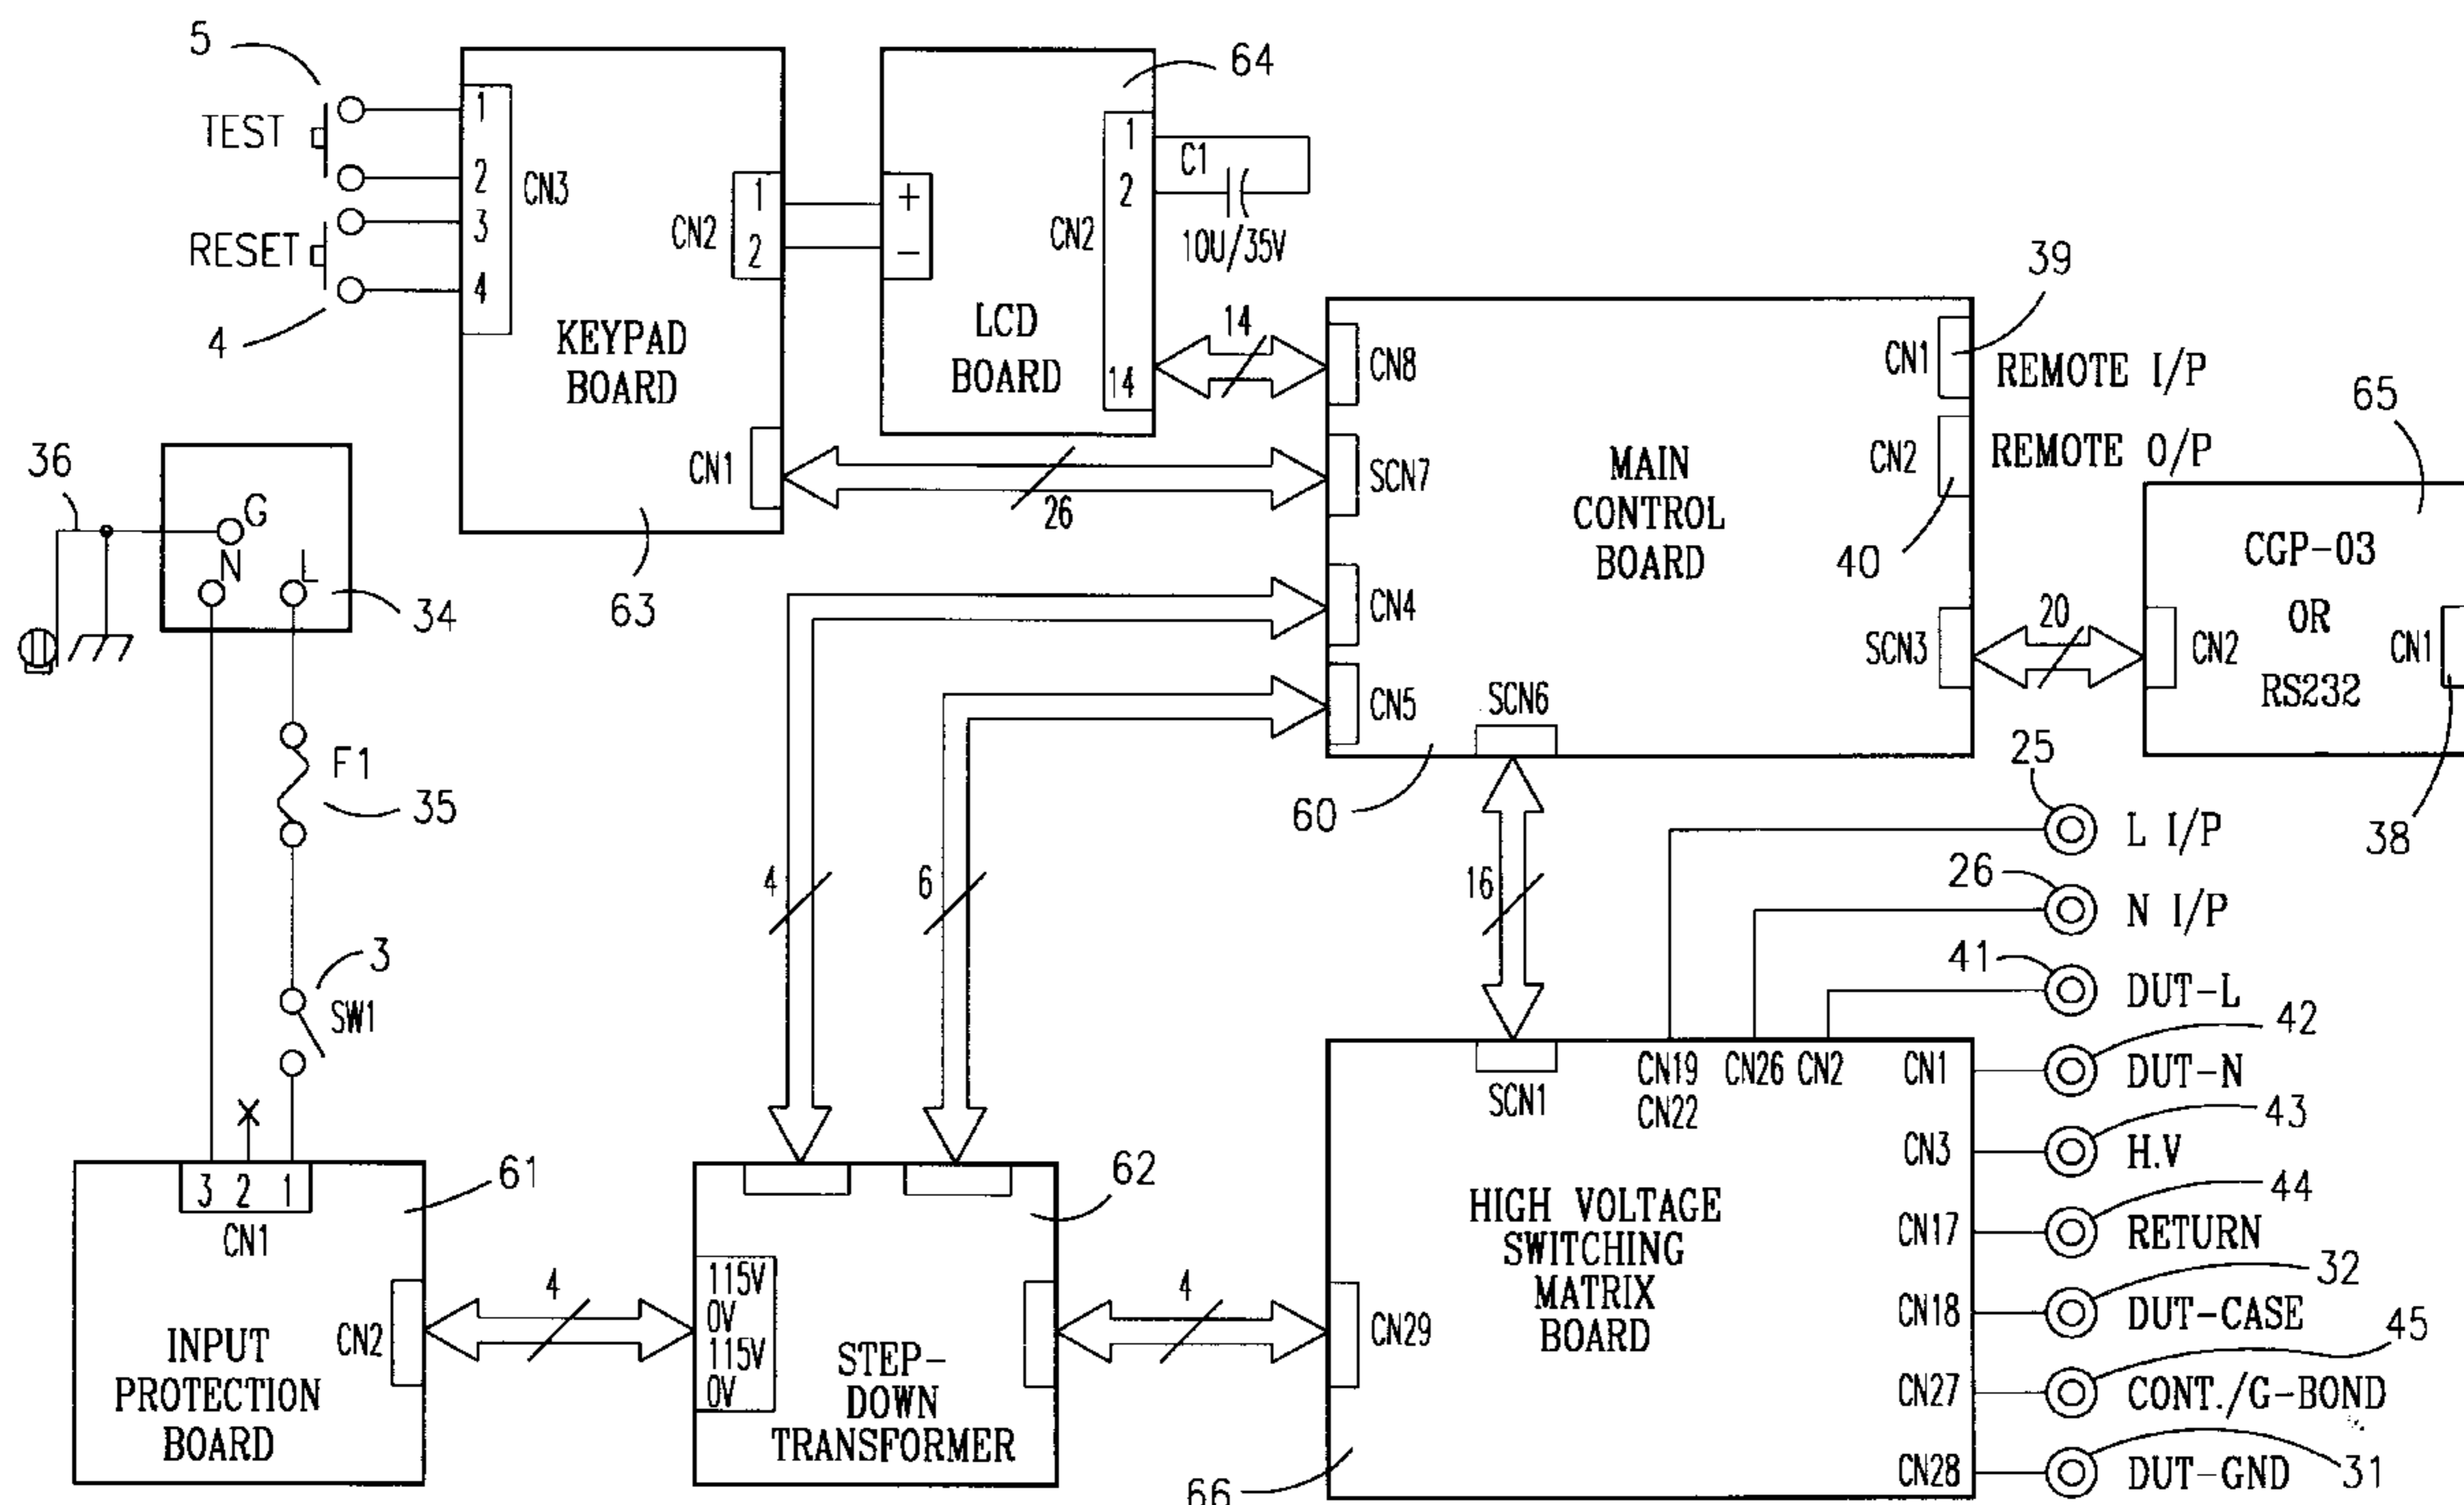 5
TEST
RESET
4
1
2
3
4
CN3
KEYPAD
BOARD
CN2
1
2
CN1
63
64
+
−
LCD
BOARD
CN2
1
2
14
C1
10U/35V
14
26
CN8
SCN7
CN4
CN5
SCN6
MAIN
CONTROL
BOARD
60
CN1
CN2
SCN3
39
40
REMOTE I/P
REMOTE O/P
20
65
CGP-03
OR
RS232
CN2
CN1
38
36
G
N
L
34
F1
35
3
SW1
3 2 1
CN1
61
INPUT
PROTECTION
BOARD
CN2
4
4
6
16
62
115V
0V
115V
0V
STEP-
DOWN
TRANSFORMER
4
CN29
SCN1
CN19
CN22
CN26
CN2
CN1
CN3
CN17
CN18
CN27
CN28
HIGH VOLTAGE
SWITCHING
MATRIX
BOARD
66
25
L I/P
26
N I/P
41
DUT-L
42
DUT-N
43
H.V
44
RETURN
32
DUT-CASE
45
CONT./G-BOND
31
DUT-GND